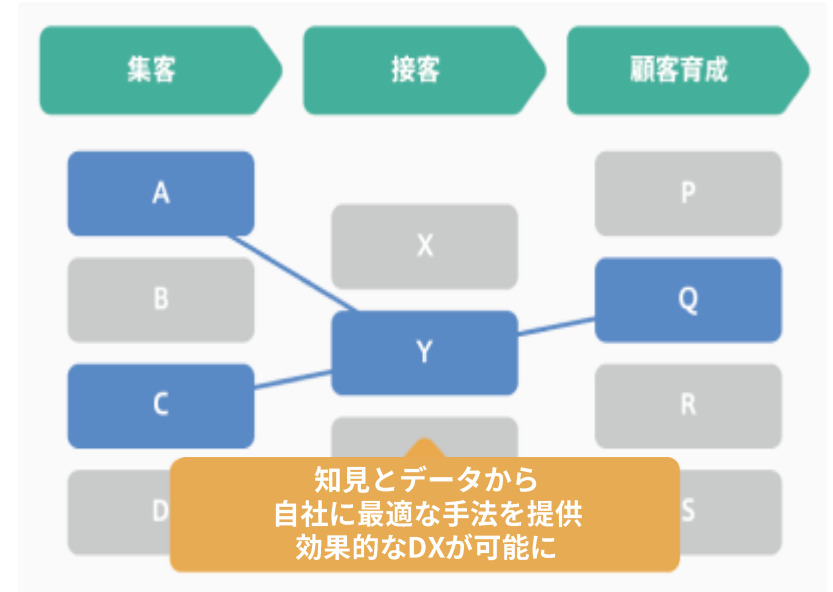 集客
接客
顧客育成
A
B
C
D
X
Y
P
Q
R
S
知見とデータから
自社に最適な手法を提供
効果的なDXが可能に